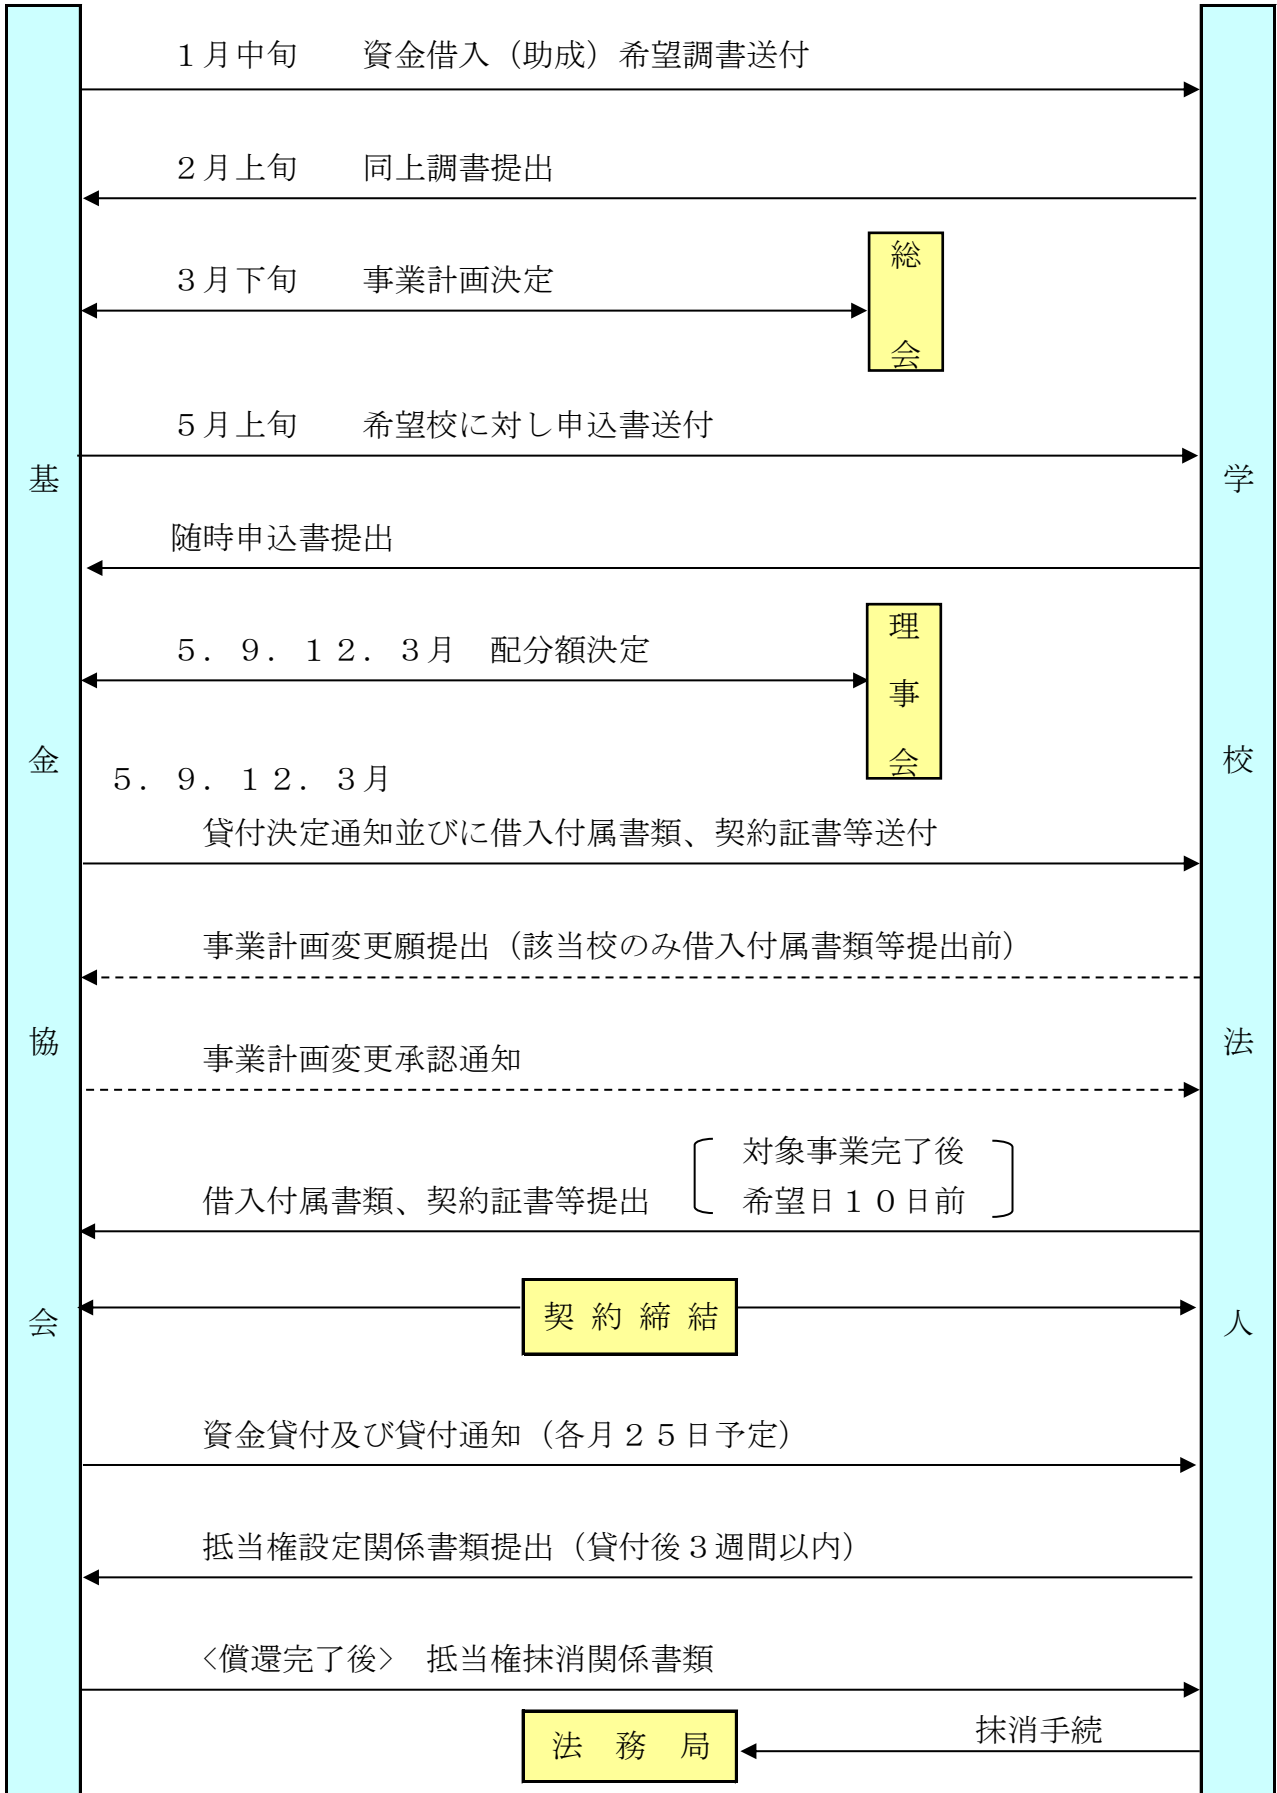 １月中旬　　資金借入（助成）希望調書送付
２月上旬　　同上調書提出
３月下旬　　事業計画決定
総会
５月上旬　　希望校に対し申込書送付
随時申込書提出
５．９．１２．３月　配分額決定
理事会
５．９．１２．３月
貸付決定通知並びに借入付属書類、契約証書等送付
事業計画変更願提出（該当校のみ借入付属書類等提出前）
事業計画変更承認通知
対象事業完了後
借入付属書類、契約証書等提出
希望日１０日前
契約締結
資金貸付及び貸付通知（各月２５日予定）
抵当権設定関係書類提出（貸付後３週間以内）
<償還完了後>　抵当権抹消関係書類
抹消手続
法務局
基金協会
学校法人